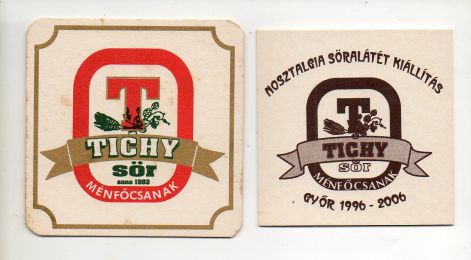 T
TICHY
sör
anno 1993
MÉNFŐCSANAK
NOSZTALGIA SÖRALÁTÉT KIÁLLÍTÁS
T
TICHY
sör
MÉNFŐCSANAK
GYŐR 1996 - 2006